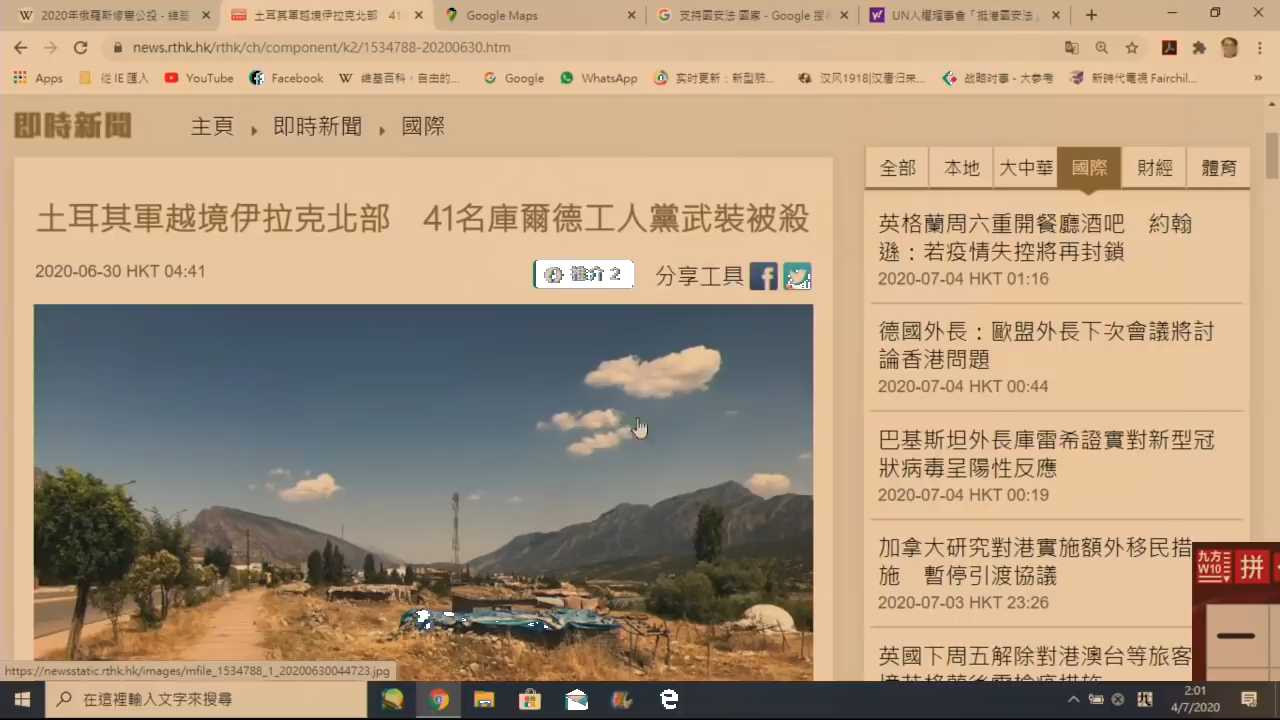 2020年俄羅斯修憲公投 - 維基
土耳其軍越境伊拉克北部 41
Google Maps
支持國安法 國家 - Google 搜
UN人權理事會「挺港國安法」
news.rthk.hk/rthk/ch/component/k2/1534788-20200630.htm
Apps
從 IE 匯入
YouTube
Facebook
維基百科，自由的...
Google
WhatsApp
实时更新：新型肺...
汉风1918|汉唐归来...
战略时事 - 大参考
新時代電視 Fairchil...
即時新聞
主頁 ▸ 即時新聞 ▸ 國際
土耳其軍越境伊拉克北部 41名庫爾德工人黨武裝被殺
2020-06-30 HKT 04:41
推介 2
分享工具
全部 本地 大中華 國際 財經 體育
英格蘭周六重開餐廳酒吧 約翰
遜：若疫情失控將再封鎖
2020-07-04 HKT 01:16
德國外長：歐盟外長下次會議將討
論香港問題
2020-07-04 HKT 00:44
巴基斯坦外長庫雷希證實對新型冠
狀病毒呈陽性反應
2020-07-04 HKT 00:19
加拿大研究對港實施額外移民措
施 暫停引渡協議
2020-07-03 HKT 23:26
英國下周五解除對港澳台等旅客
九方
W10
拼
https://newsstatic.rthk.hk/images/mfile_1534788_1_20200630044723.jpg
在這裡輸入文字來搜尋
2:01
4/7/2020